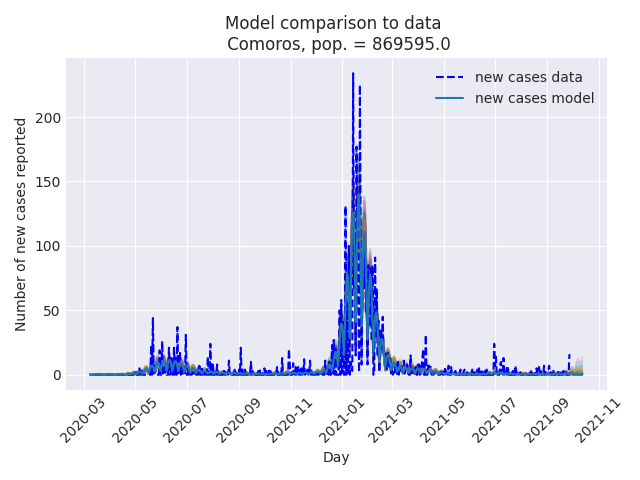 Model comparison to data
Comoros, pop. = 869595.0
new cases data
new cases model
Number of new cases reported
200
150
100
50
0
2020-03
2020-05
2020-07
2020-09
2020-11
2021-01
2021-03
2021-05
2021-07
2021-09
2021-11
Day